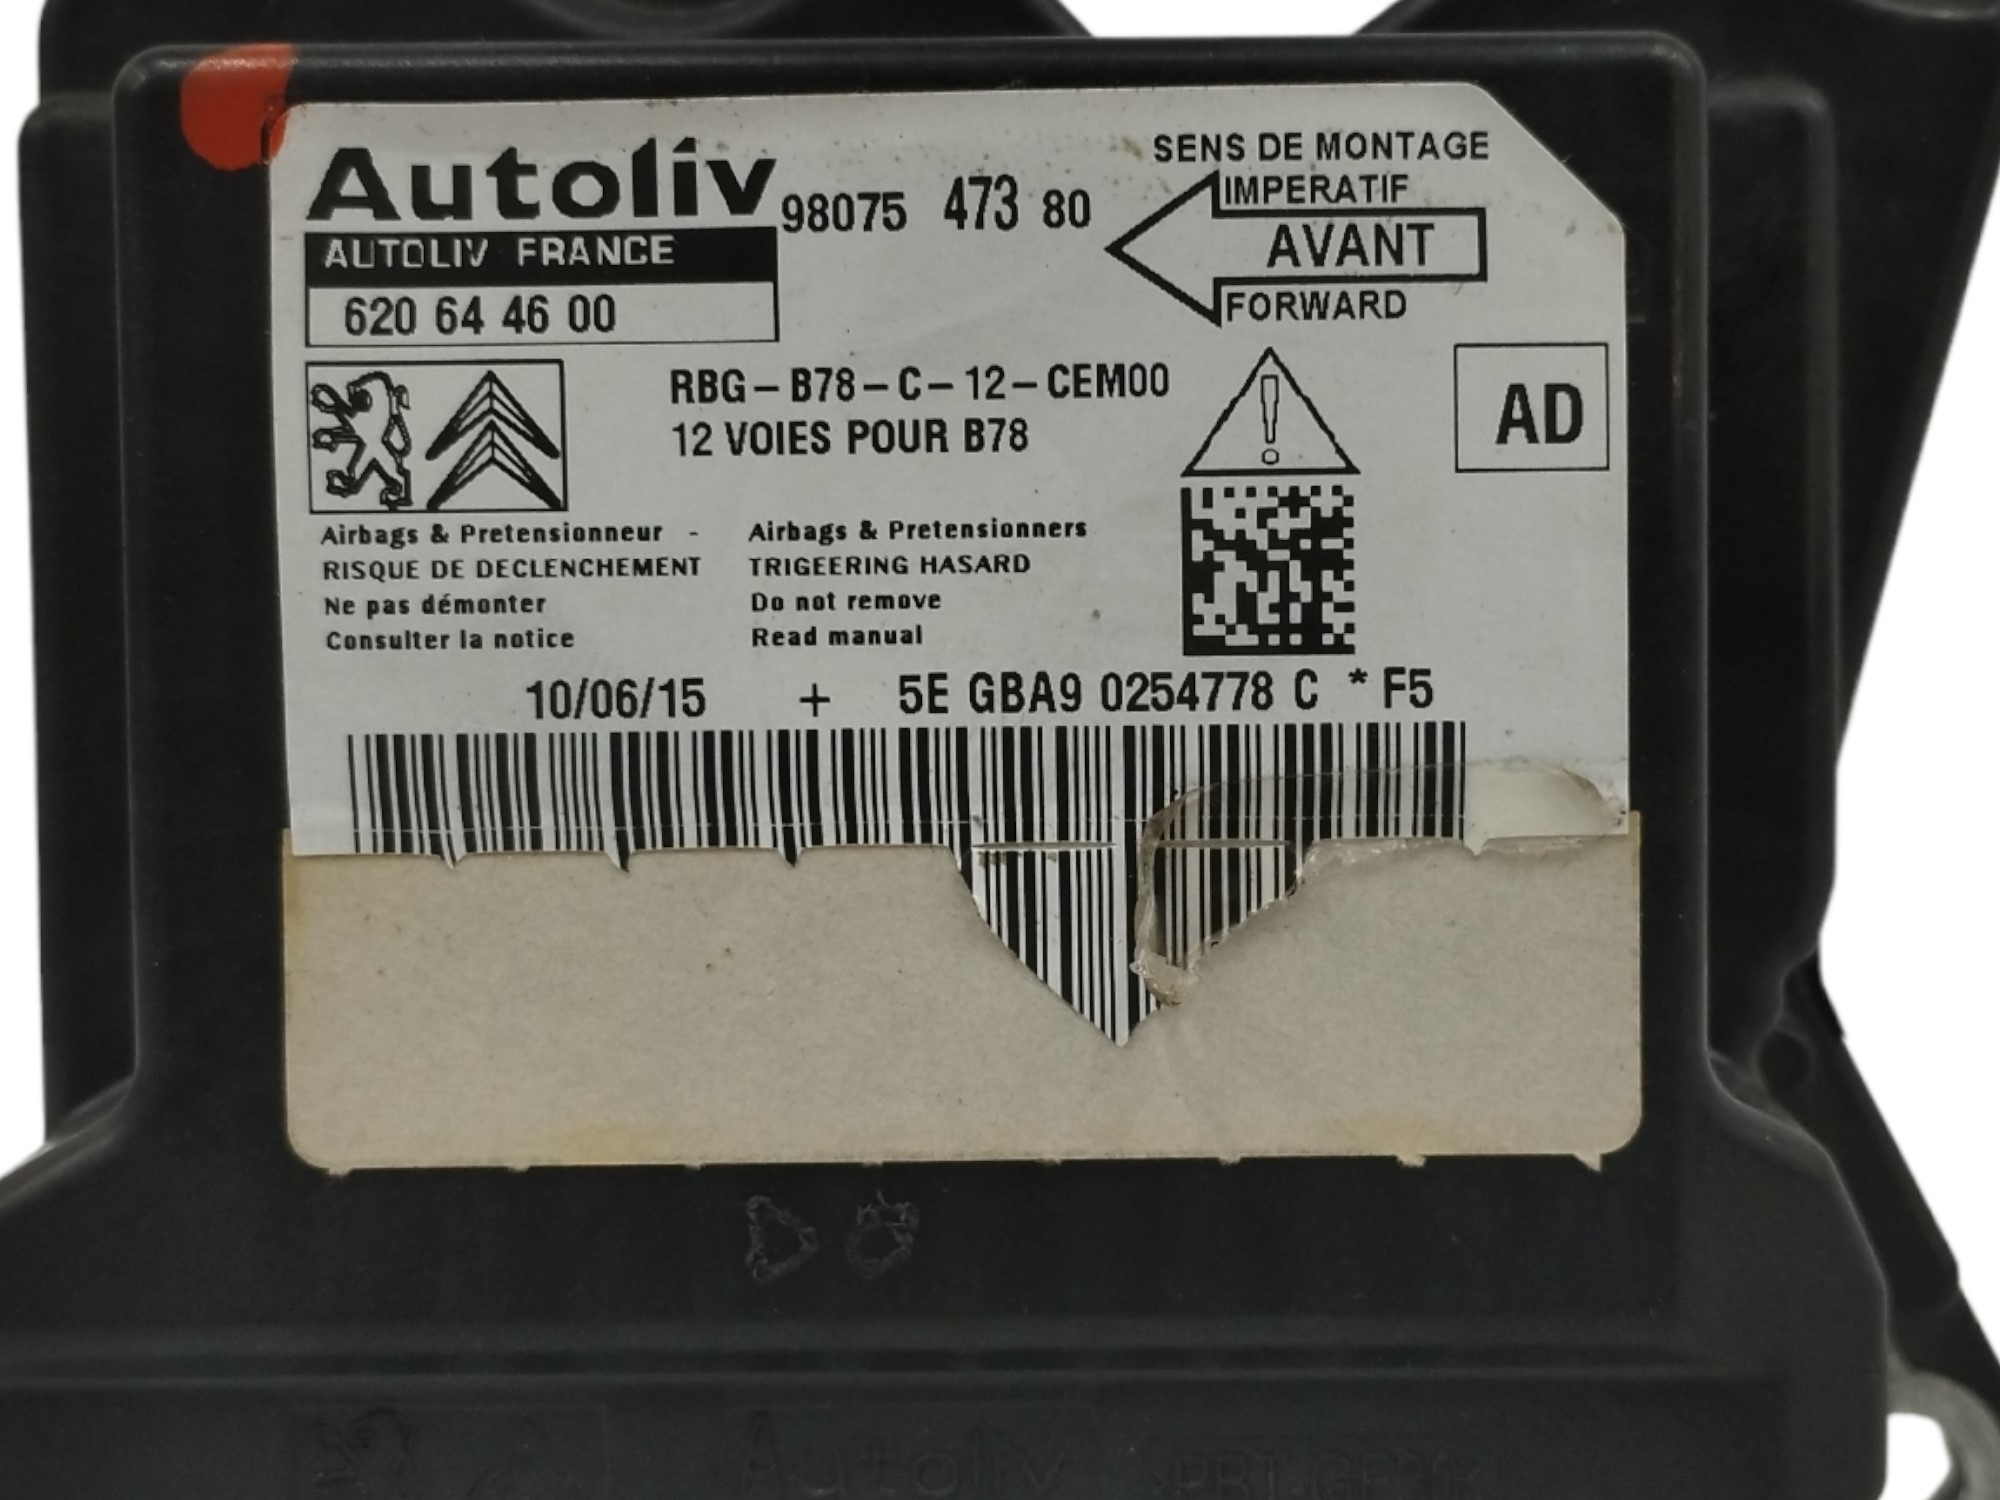 Autoliv
98075 473 80
SENS DE MONTAGE
IMPERATIF
AVANT
FORWARD
AUTOLIV FRANCE
620 64 46 00
RBG-B78-C-12-CEM00
12 VOIES POUR B78
AD
Airbags & Pretensionneur -
RISQUE DE DECLENCHEMENT
Ne pas démonter
Consulter la notice
Airbags & Pretensionners
TRIGEERING HASARD
Do not remove
Read manual
10/06/15 + 5E GBA9 0254778 C * F5
Autoliv